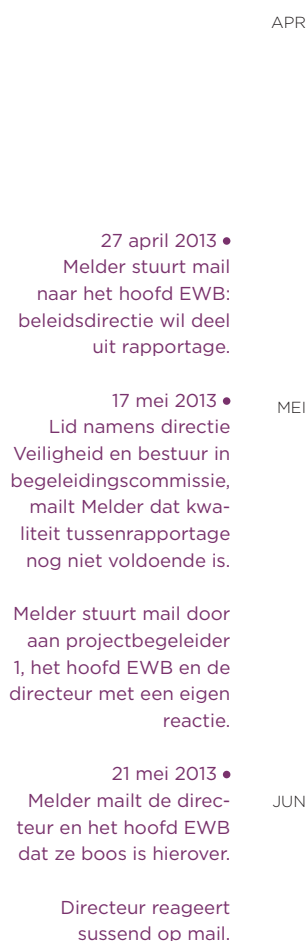 APR
27 april 2013 •
Melder stuurt mail
naar het hoofd EWB:
beleidsdirectie wil deel
uit rapportage.
17 mei 2013 •
MEI
Lid namens directie
Veiligheid en bestuur in
begeleidingscommissie,
mailt Melder dat kwa-
liteit tussenrapportage
nog niet voldoende is.
Melder stuurt mail door
aan projectbegeleider
1, het hoofd EWB en de
directeur met een eigen
reactie.
21 mei 2013 •
Melder mailt de direc-
JUN
teur en het hoofd EWB
dat ze boos is hierover.
Directeur reageert
sussend op mail.